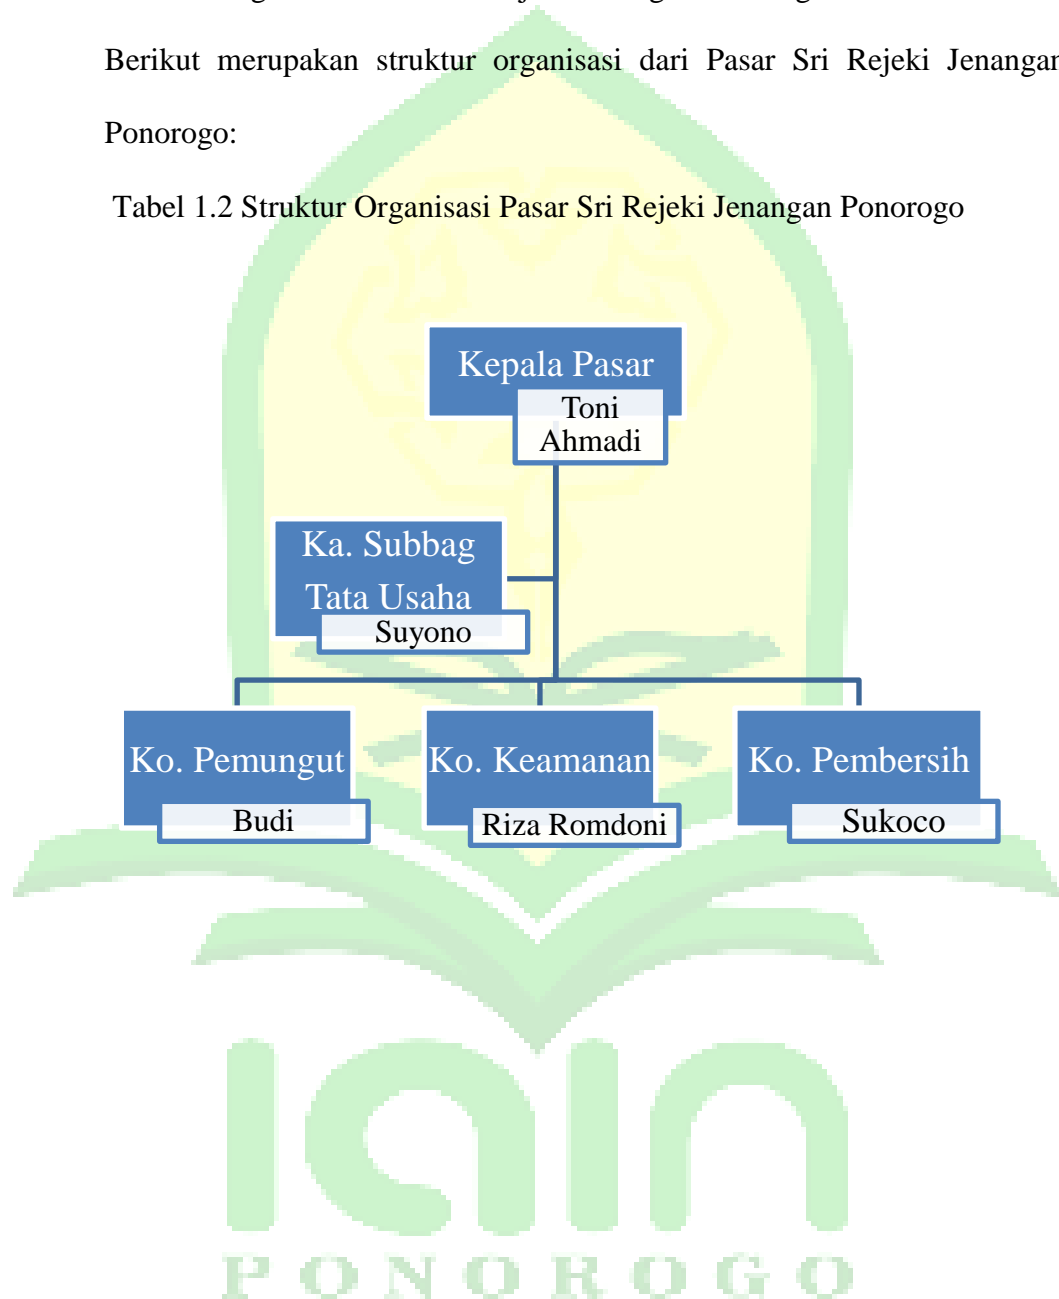 Berikut merupakan struktur organisasi dari Pasar Sri Rejeki Jenangan
Ponorogo:
Tabel 1.2 Struktur Organisasi Pasar Sri Rejeki Jenangan Ponorogo
Kepala Pasar
Toni
Ahmadi
Ka. Subbag
Tata Usaha
Suyono
Ko. Pemungut
Budi
Ko. Keamanan
Riza Romdoni
Ko. Pembersih
Sukoco
iain
PONOROGO